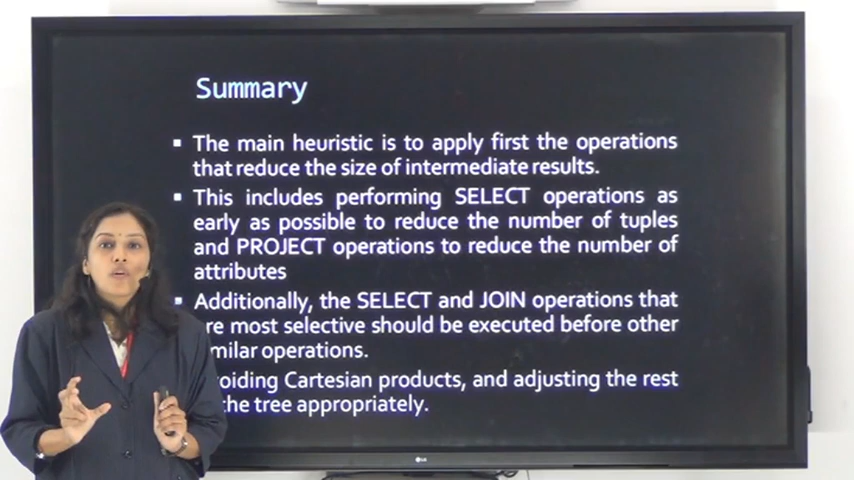 Summary
▪ The main heuristic is to apply first the operations
that reduce the size of intermediate results.
▪ This includes performing SELECT operations as
early as possible to reduce the number of tuples
and PROJECT operations to reduce the number of
attributes
▪ Additionally, the SELECT and JOIN operations that
re most selective should be executed before other
milar operations.
oiding Cartesian products, and adjusting the rest
the tree appropriately.
LG